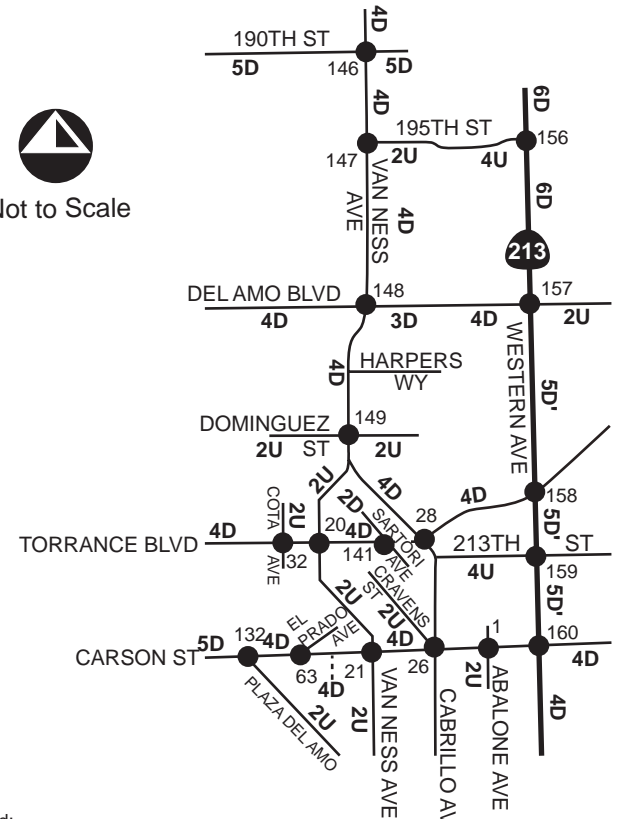 4D
190TH ST
5D
146
5D
4D
6D
195TH ST
156
147
2U
4U
VAN NESS
AVE
4D
6D
Not to Scale
213
DEL AMO BLVD
148
157
4D
3D
4D
2U
WESTERN AVE
HARPERS
WY
4D
5D'
149
DOMINGUEZ
ST
2U
2U
2U
4D
2D
4D
158
28
COTA
AVE
2U
4D
20
4D
SARTORI
AVE
5D'
TORRANCE BLVD
32
141
213TH
ST
4U
159
2U
CRAVENS
ST
2U
5D'
EL
PRADO
AVE
1
5D
132
4D
4D
160
CARSON ST
63
4D
21
26
2U
4D
PLAZA DEL AMO
2U
2U
VAN NESS AVE
ABALONE AVE
4D
CABRILLO